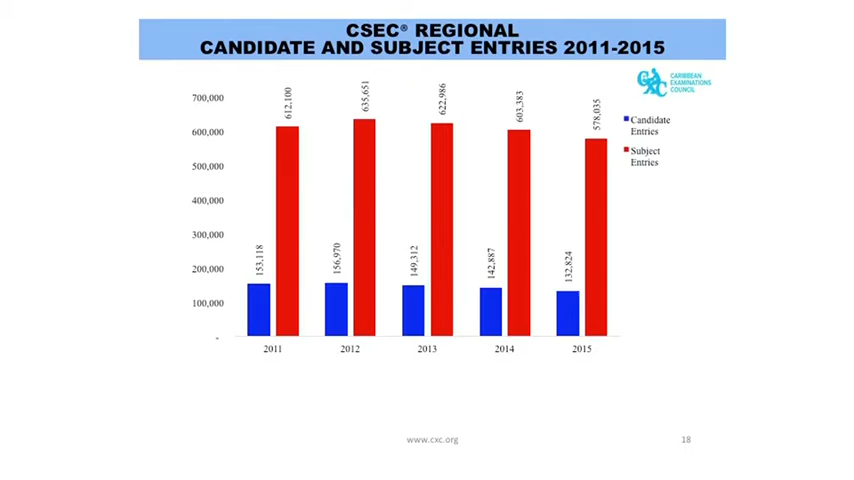 CSEC® REGIONAL
CANDIDATE AND SUBJECT ENTRIES 2011-2015
CXC
CARIBBEAN
EXAMINATIONS
COUNCIL
700,000
600,000
500,000
400,000
300,000
200,000
100,000
-
153,118
612,100
156,970
635,651
149,312
622,986
142,887
603,383
132,824
578,035
2011
2012
2013
2014
2015
Candidate
Entries
Subject
Entries
www.cxc.org
18